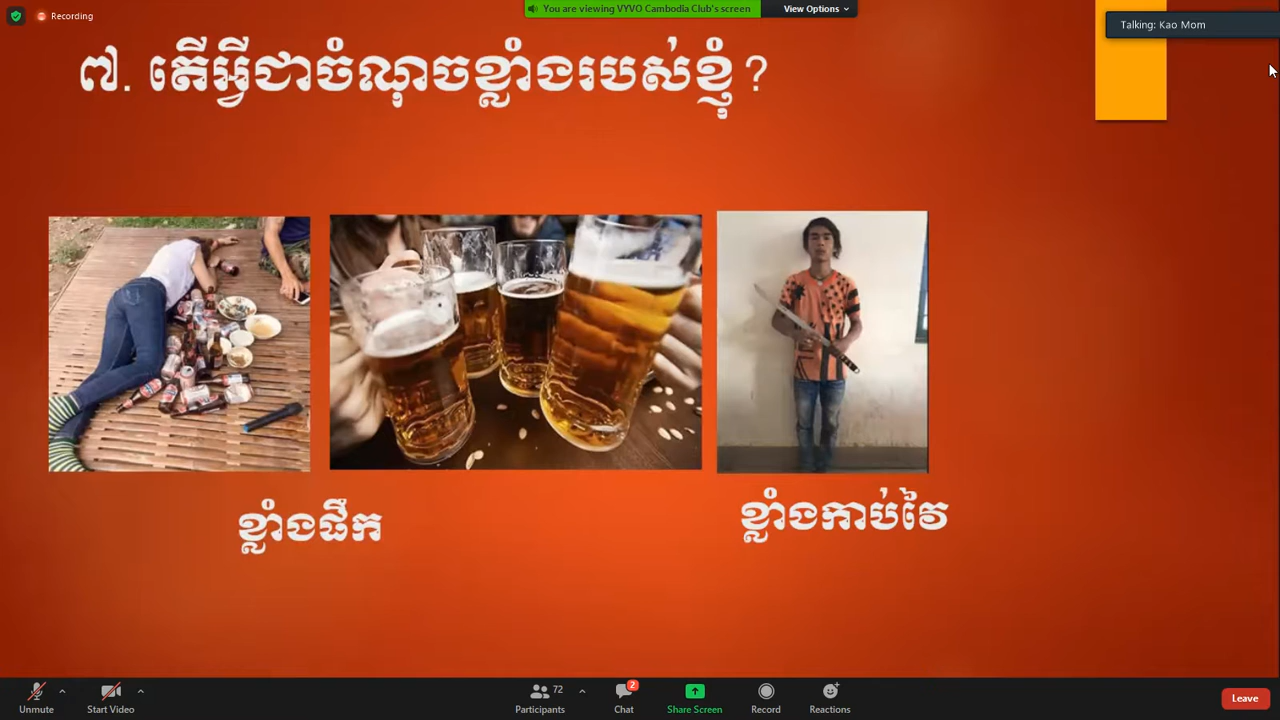 Recording
You are viewing VYVO Cambodia Club's screen
View Options
Talking: Kao Mom
៧. តើអ្វីជាចំណុចខ្លាំងរបស់ខ្ញុំ ?
ខ្លាំងផឹក
ខ្លាំងកាប់វៃ
Unmute
Start Video
Participants
72
Chat
2
Share Screen
Record
Reactions
Leave